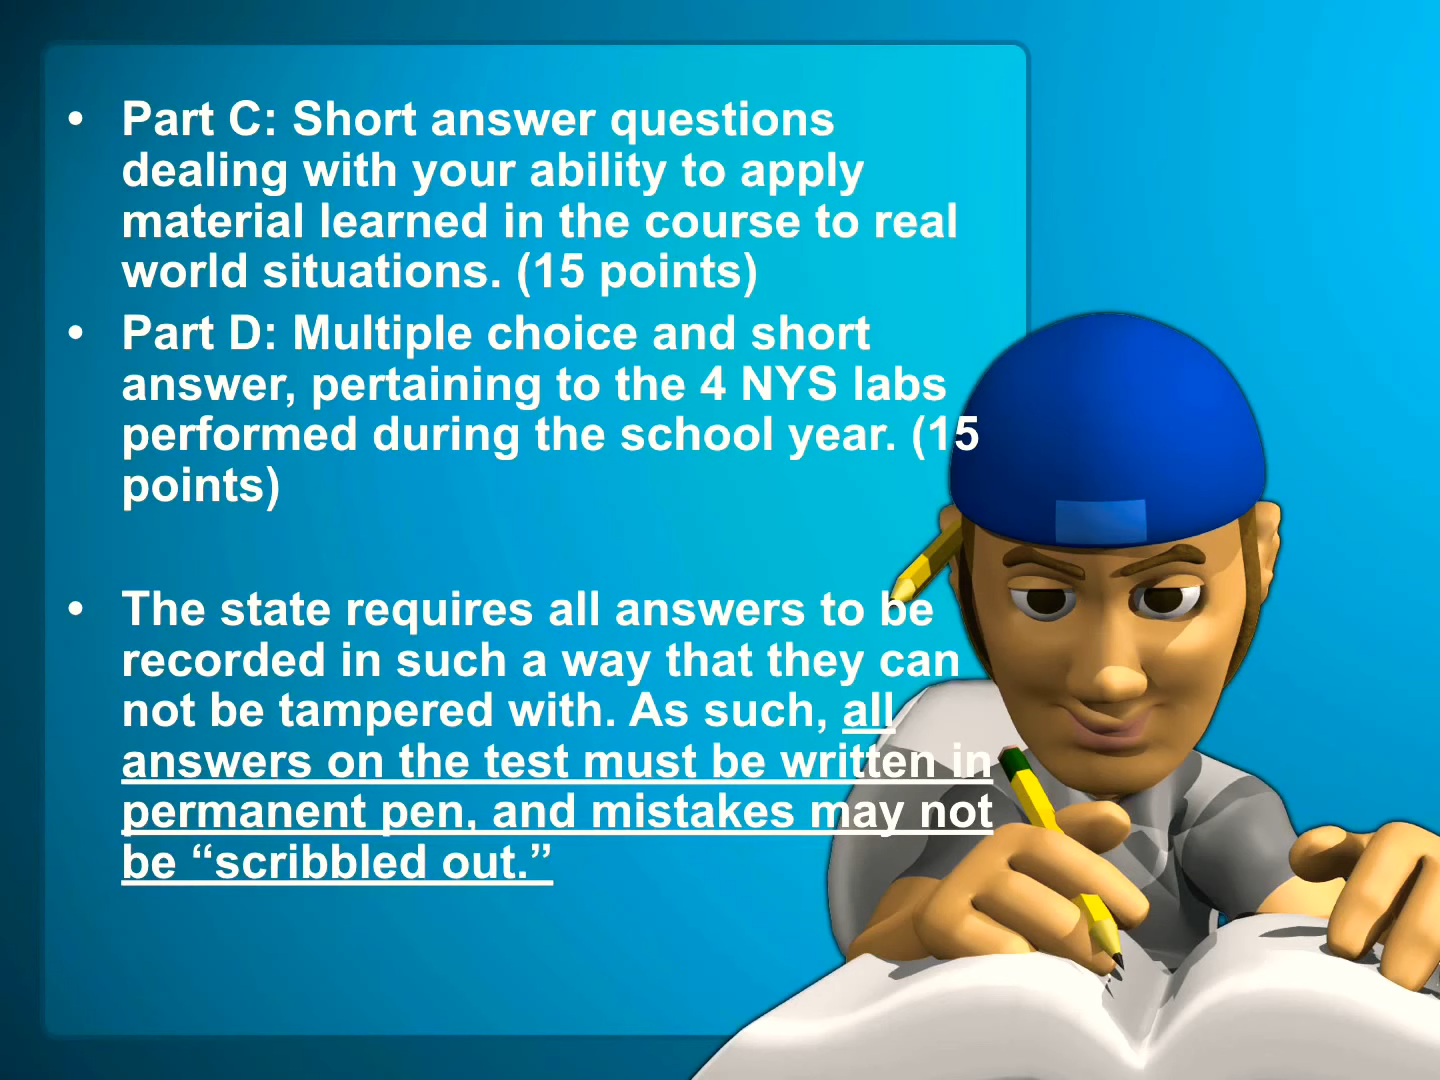 • Part C: Short answer questions
dealing with your ability to apply
material learned in the course to real
world situations. (15 points)
• Part D: Multiple choice and short
answer, pertaining to the 4 NYS labs
performed during the school year. (15
points)
• The state requires all answers to be
recorded in such a way that they can
not be tampered with. As such, all
answers on the test must be written in
permanent pen, and mistakes may not
be “scribbled out.”